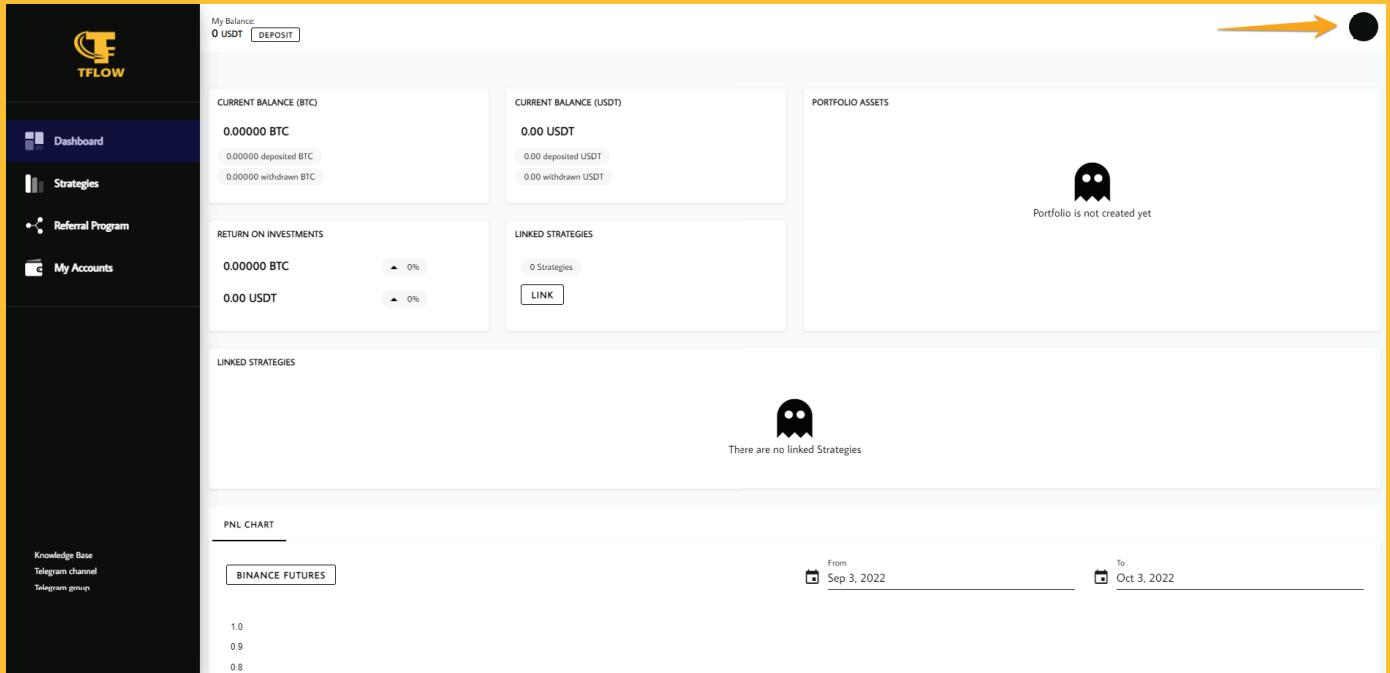 My Balance:
0 USDT DEPOSIT
TFLOW
Dashboard
Strategies
Referral Program
My Accounts
Knowledge Base
Telegram channel
Telegram group
CURRENT BALANCE (BTC)
0.00000 BTC
0.00000 deposited BTC
0.00000 withdrawn BTC
CURRENT BALANCE (USDT)
0.00 USDT
0.00 deposited USDT
0.00 withdrawn USDT
PORTFOLIO ASSETS
Portfolio is not created yet
RETURN ON INVESTMENTS
0.00000 BTC 0%
0.00 USDT 0%
LINKED STRATEGIES
0 Strategies
LINK
LINKED STRATEGIES
There are no linked Strategies
PNL CHART
BINANCE FUTURES
From
Sep 3, 2022
To
Oct 3, 2022
1.0
0.9
0.8